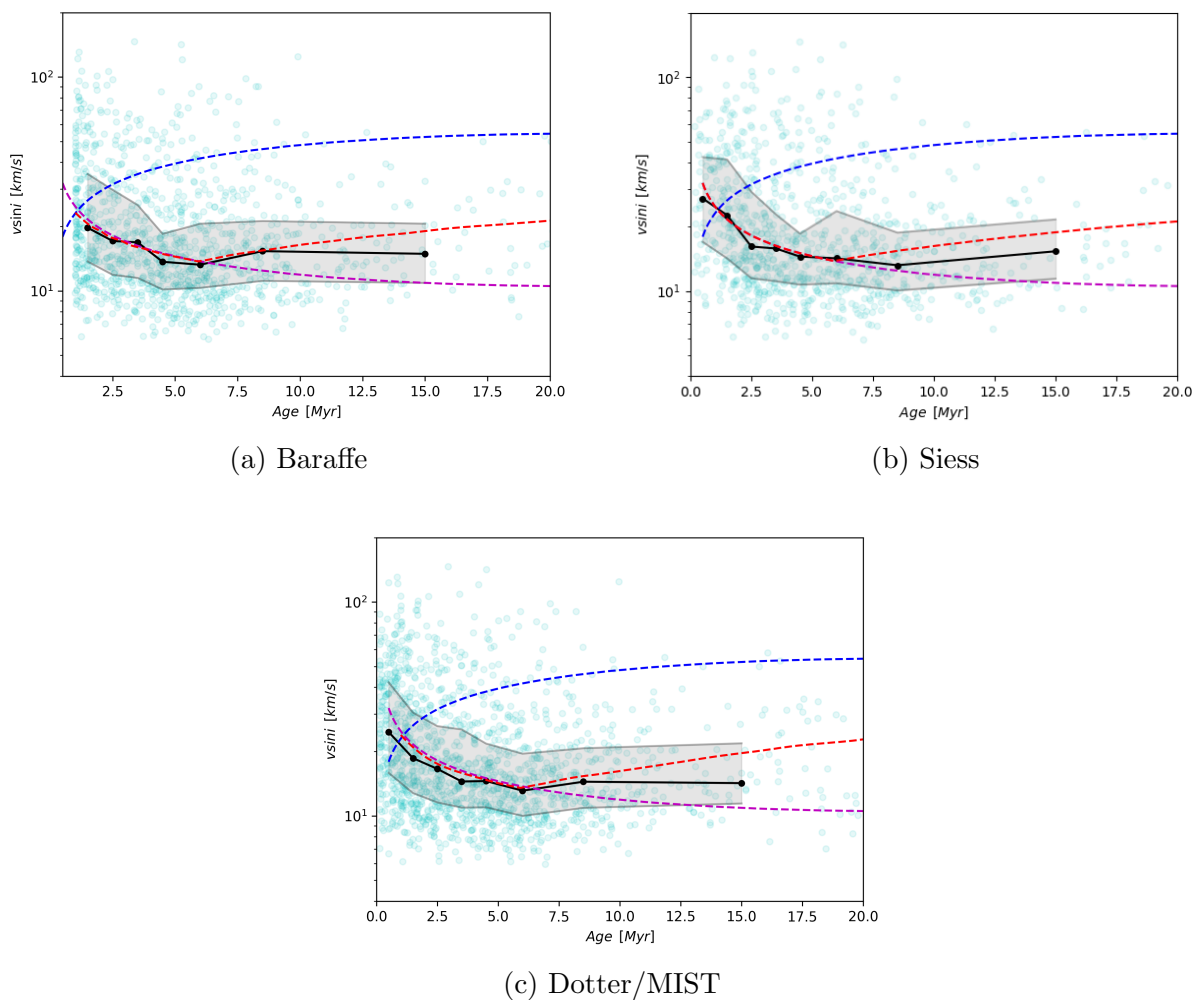 10²
10¹
vsini [km/s]
2.5 5.0 7.5 10.0 12.5 15.0 17.5 20.0
Age [Myr]
(a) Baraffe
10²
10¹
vsini [km/s]
0.0 2.5 5.0 7.5 10.0 12.5 15.0 17.5 20.0
Age [Myr]
(b) Siess
10²
10¹
vsini [km/s]
0.0 2.5 5.0 7.5 10.0 12.5 15.0 17.5 20.0
Age [Myr]
(c) Dotter/MIST